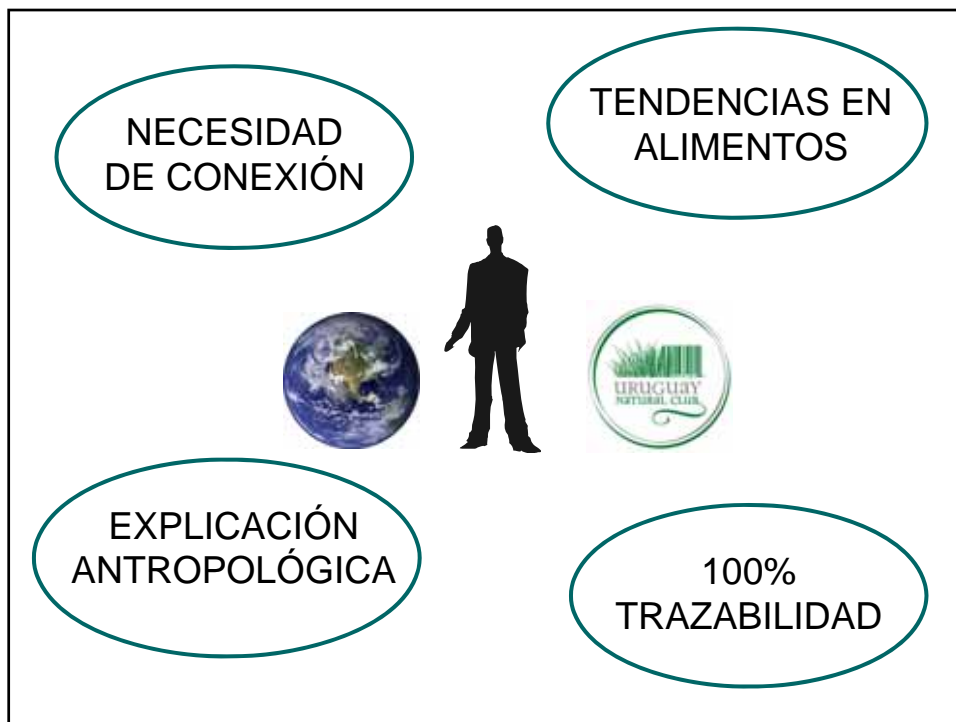 NECESIDAD
DE CONEXIÓN
TENDENCIAS EN
ALIMENTOS
URUGUAY
NATURAL CLUB
EXPLICACIÓN
ANTROPOLÓGICA
100%
TRAZABILIDAD